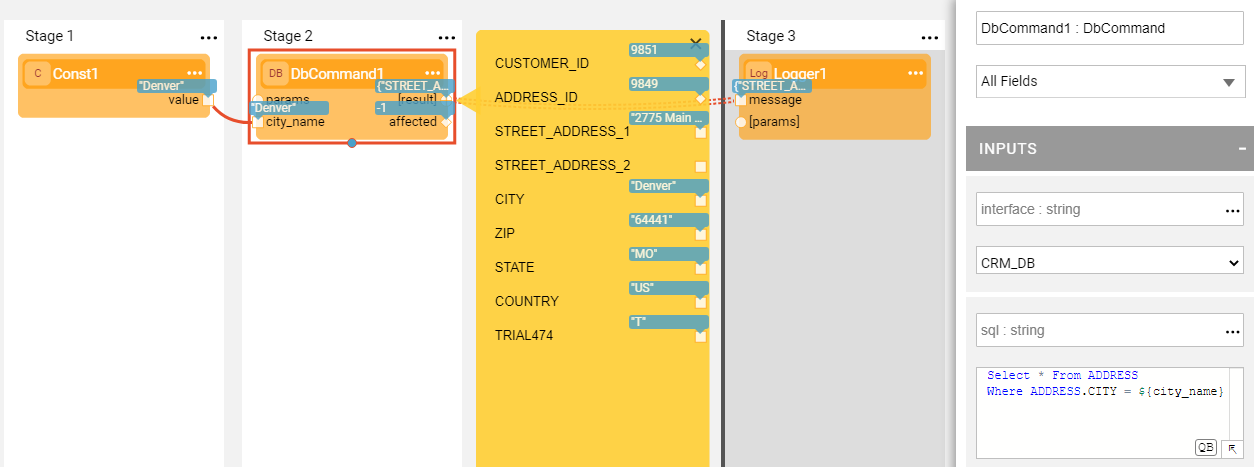 Stage 1
C Const1
"Denver"
value
Stage 2
DB DbCommand1
{"STREET_A...
params [result]
"Denver" -1
city_name affected
9851
CUSTOMER_ID
9849
ADDRESS_ID
"2775 Main ...
STREET_ADDRESS_1
STREET_ADDRESS_2
"Denver"
CITY
"64441"
ZIP
"MO"
STATE
"US"
COUNTRY
"T"
TRIAL474
Stage 3
Log Logger1
{"STREET_A...
message
[params]
DbCommand1 : DbCommand
All Fields
INPUTS
interface : string
CRM_DB
sql : string
Select * From ADDRESS
Where ADDRESS.CITY = ${city_name}
QB